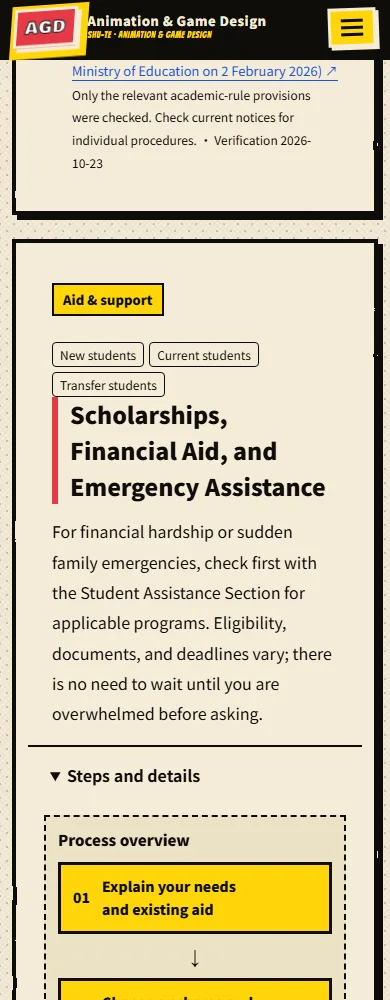 AGD
Animation & Game Design
SHU-TE · ANIMATION & GAME DESIGN
Ministry of Education on 2 February 2026) ↗
Only the relevant academic-rule provisions
were checked. Check current notices for
individual procedures. ・ Verification 2026-
10-23
Aid & support
New students
Current students
Transfer students
Scholarships,
Financial Aid, and
Emergency Assistance
For financial hardship or sudden
family emergencies, check first with
the Student Assistance Section for
applicable programs. Eligibility,
documents, and deadlines vary; there
is no need to wait until you are
overwhelmed before asking.
▼ Steps and details
Process overview
01 Explain your needs
and existing aid
↓